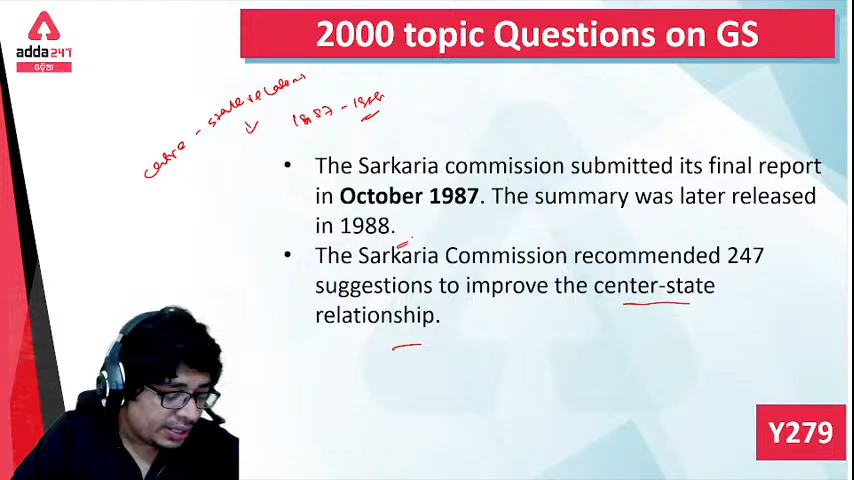 2000 topic Questions on GS
adda247
ଓଡ଼ିଆ
centre - state relations
1987 - 1988
• The Sarkaria commission submitted its final report
in October 1987. The summary was later released
in 1988.
• The Sarkaria Commission recommended 247
suggestions to improve the center-state
relationship.
Y279